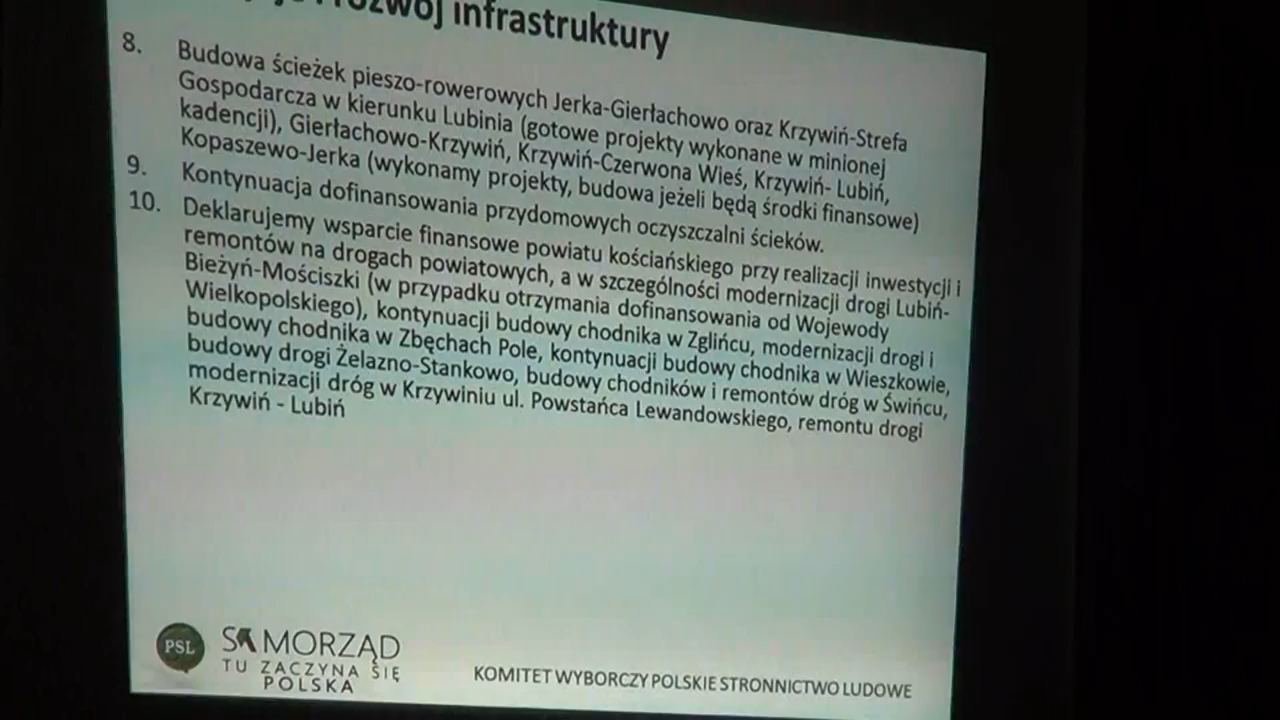 i rozwój infrastruktury
8. Budowa ścieżek pieszo-rowerowych Jerka-Gierłachowo oraz Krzywiń-Strefa
Gospodarcza w kierunku Lubinia (gotowe projekty wykonane w minionej
kadencji), Gierłachowo-Krzywiń, Krzywiń-Czerwona Wieś, Krzywiń- Lubiń,
Kopaszewo-Jerka (wykonamy projekty, budowa jeżeli będą środki finansowe)
9. Kontynuacja dofinansowania przydomowych oczyszczalni ścieków.
10. Deklarujemy wsparcie finansowe powiatu kościańskiego przy realizacji inwestycji i
remontów na drogach powiatowych, a w szczególności modernizacji drogi Lubiń-
Bieżyń-Mościszki (w przypadku otrzymania dofinansowania od Wojewody
Wielkopolskiego), kontynuacji budowy chodnika w Zglińcu, modernizacji drogi i
budowy chodnika w Zbęchach Pole, kontynuacji budowy chodnika w Wieszkowie,
budowy drogi Żelazno-Stankowo, budowy chodników i remontów dróg w Świńcu,
modernizacji dróg w Krzywiniu ul. Powstańca Lewandowskiego, remontu drogi
Krzywiń - Lubiń
PSL
SAMORZĄD
TU ZACZYNA SIĘ
POLSKA
KOMITET WYBORCZY POLSKIE STRONNICTWO LUDOWE